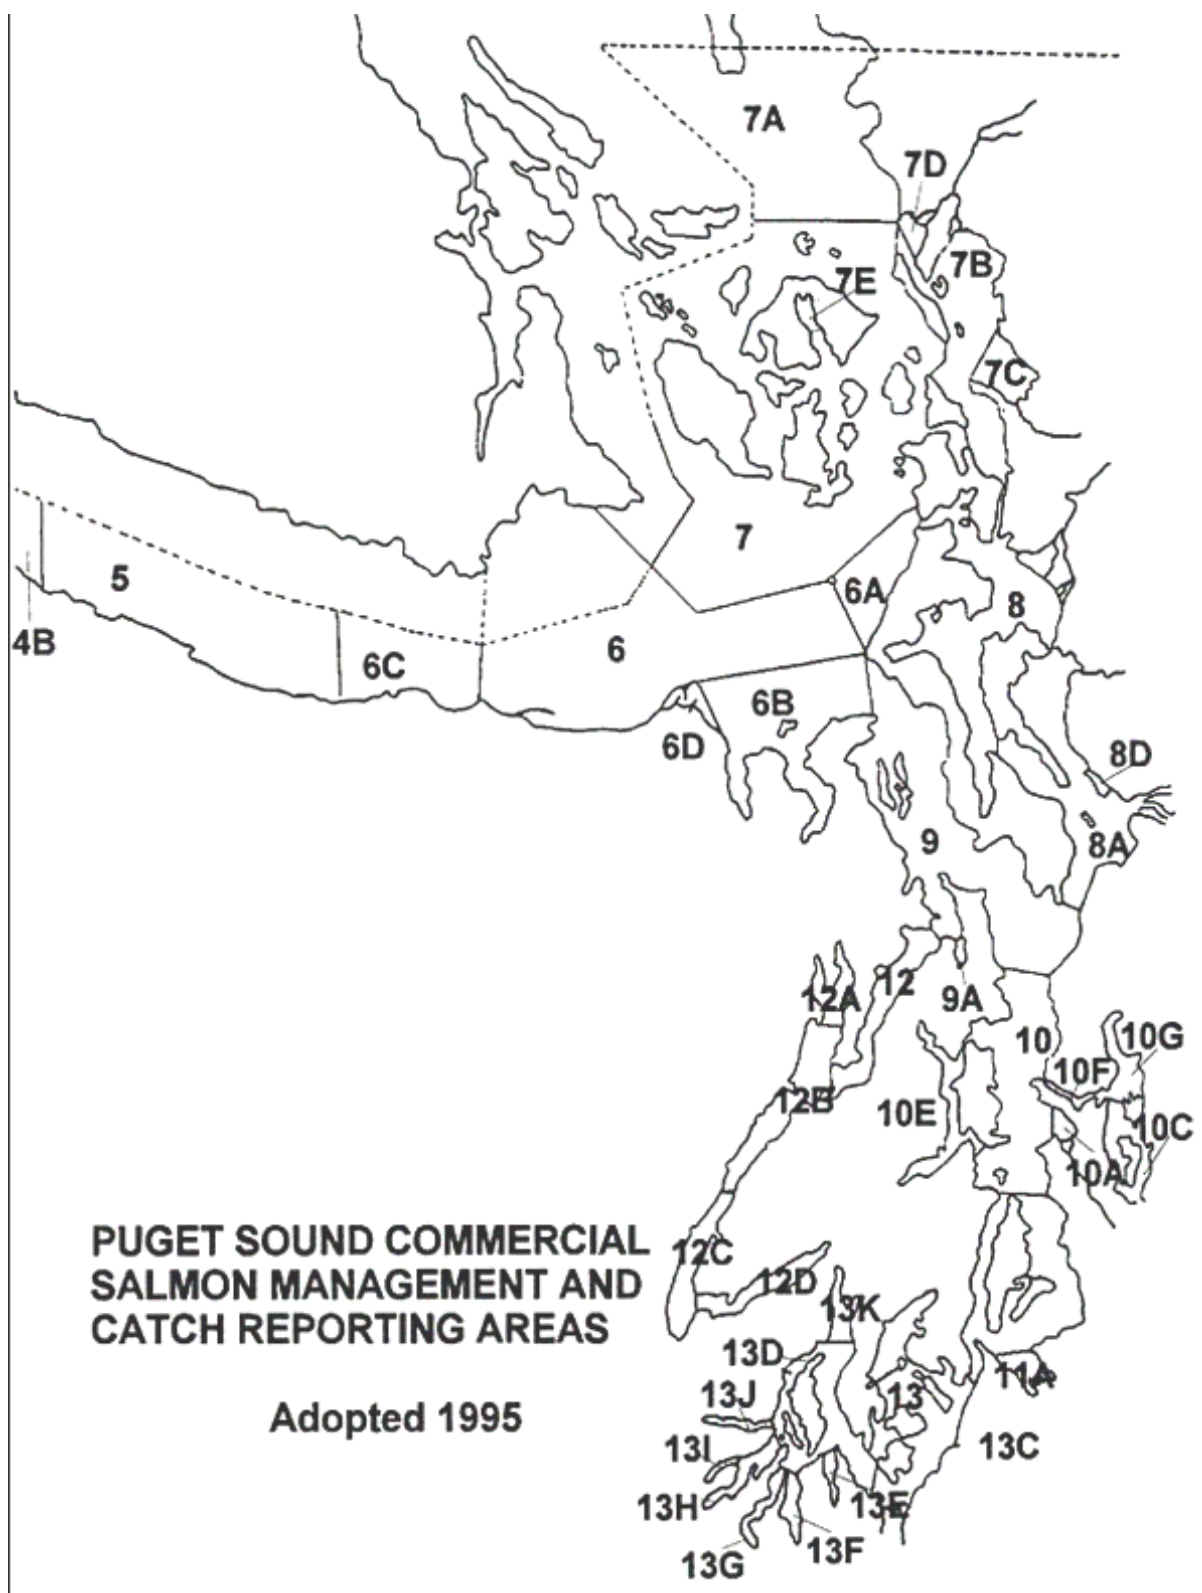 7A
7D
7B
7E
7C
7
5
6A
8
4B
6C
6
6B
6D
8D
9
8A
12
12A
9A
10
10G
10F
12B
10E
10C
10A
PUGET SOUND COMMERCIAL
SALMON MANAGEMENT AND
CATCH REPORTING AREAS
12C
12D
13K
13D
11A
13J
13
Adopted 1995
13C
13I
13H
13E
13F
13G